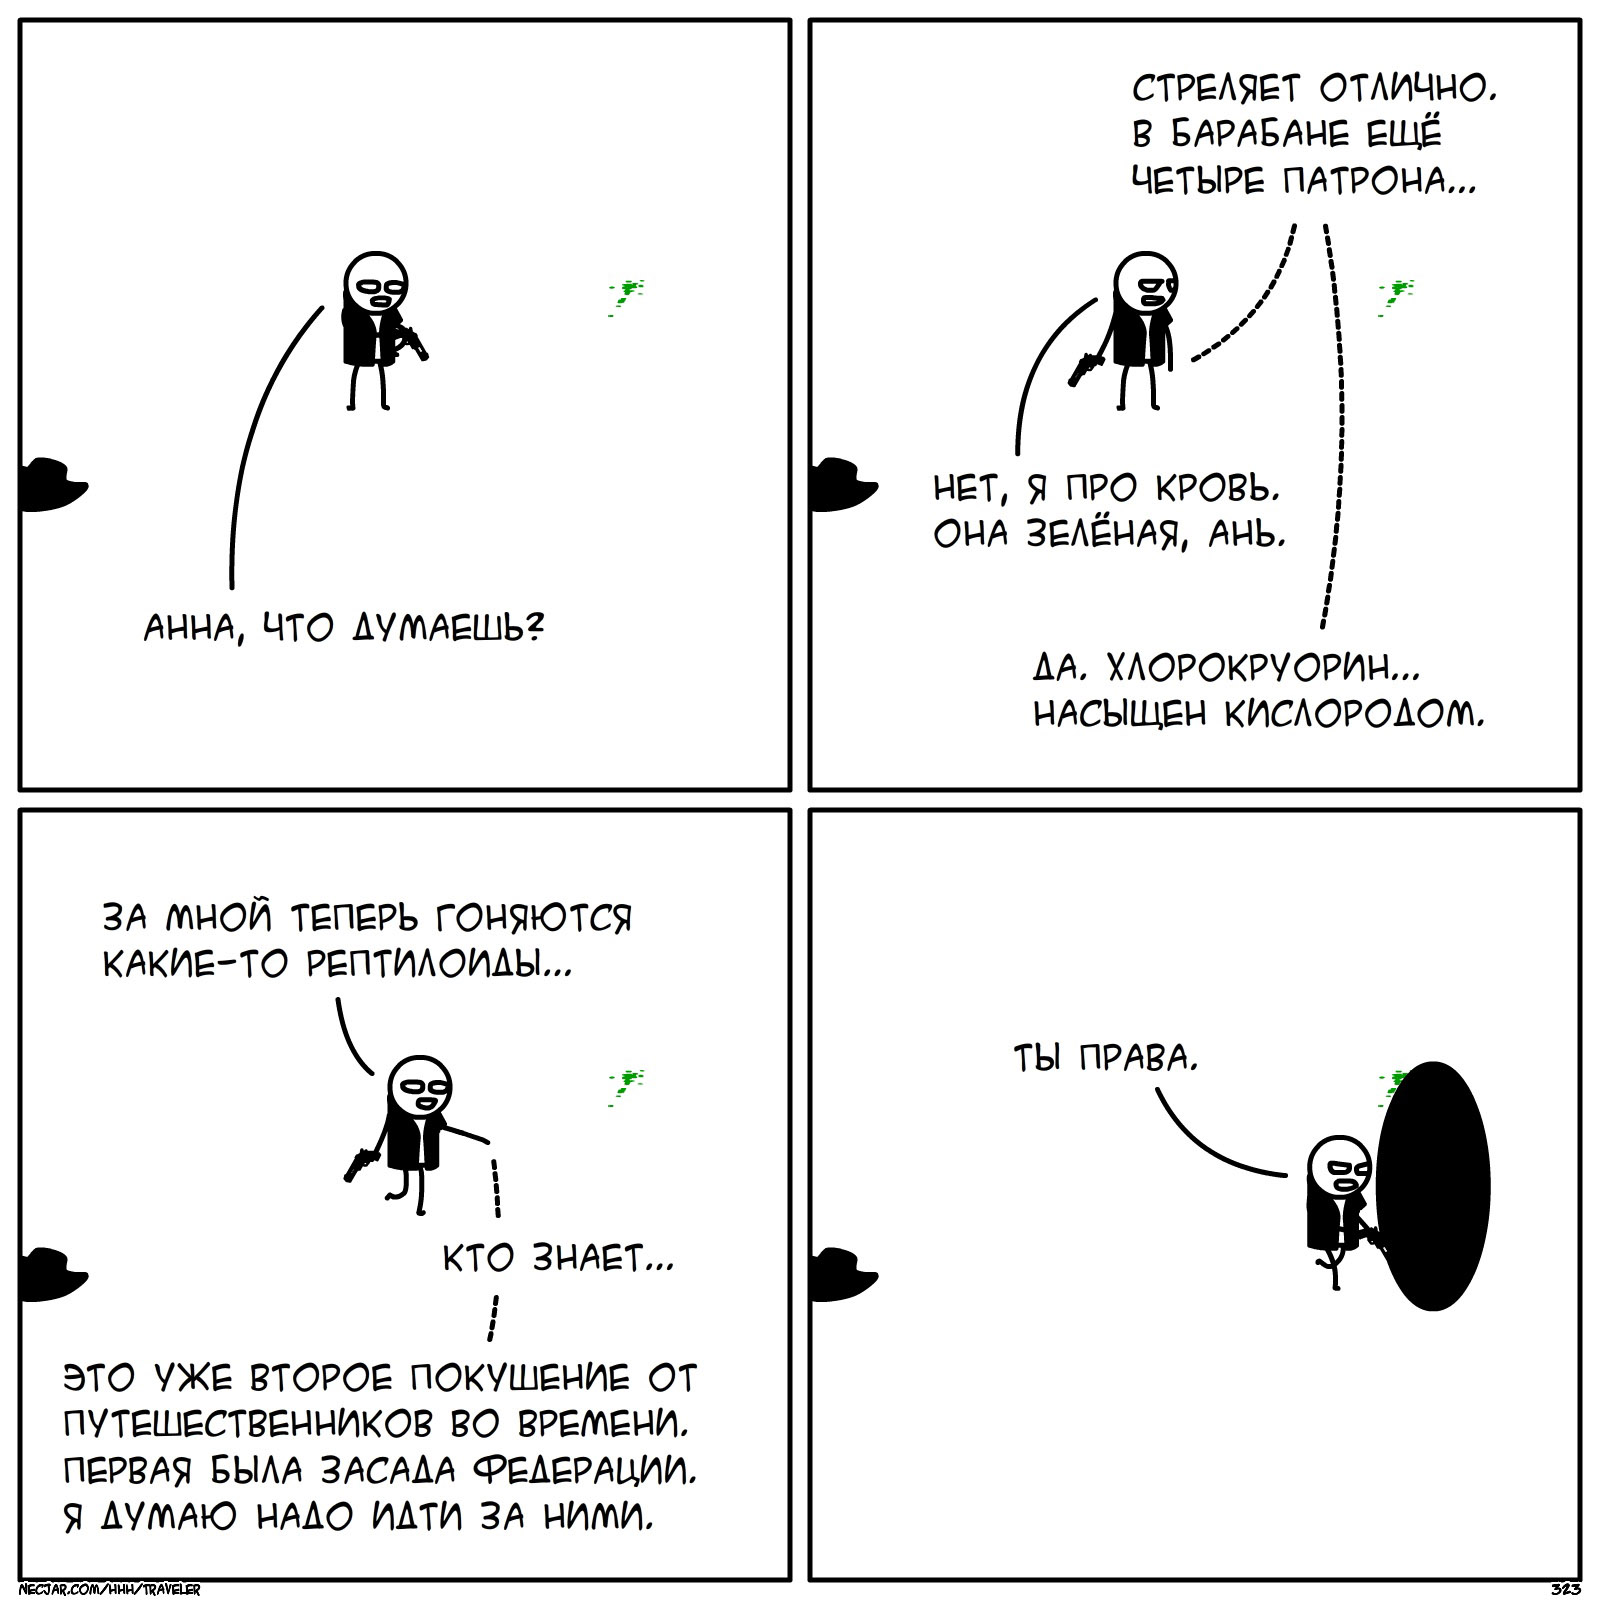 АННА, ЧТО ДУМАЕШЬ?
СТРЕЛЯЕТ ОТЛИЧНО.
В БАРАБАНЕ ЕЩЁ
ЧЕТЫРЕ ПАТРОНА...
НЕТ, Я ПРО КРОВЬ.
ОНА ЗЕЛЁНАЯ, АНЬ.
ДА. ХЛОРОКРУОРИН...
НАСЫЩЕН КИСЛОРОДОМ.
ЗА МНОЙ ТЕПЕРЬ ГОНЯЮТСЯ
КАКИЕ-ТО РЕПТИЛОИДЫ...
КТО ЗНАЕТ...
ЭТО УЖЕ ВТОРОЕ ПОКУШЕНИЕ ОТ
ПУТЕШЕСТВЕННИКОВ ВО ВРЕМЕНИ.
ПЕРВАЯ БЫЛА ЗАСАДА ФЕДЕРАЦИИ.
Я ДУМАЮ НАДО ИДТИ ЗА НИМИ.
ТЫ ПРАВА.
NECJAR.COM/HHH/TRAVELER
323